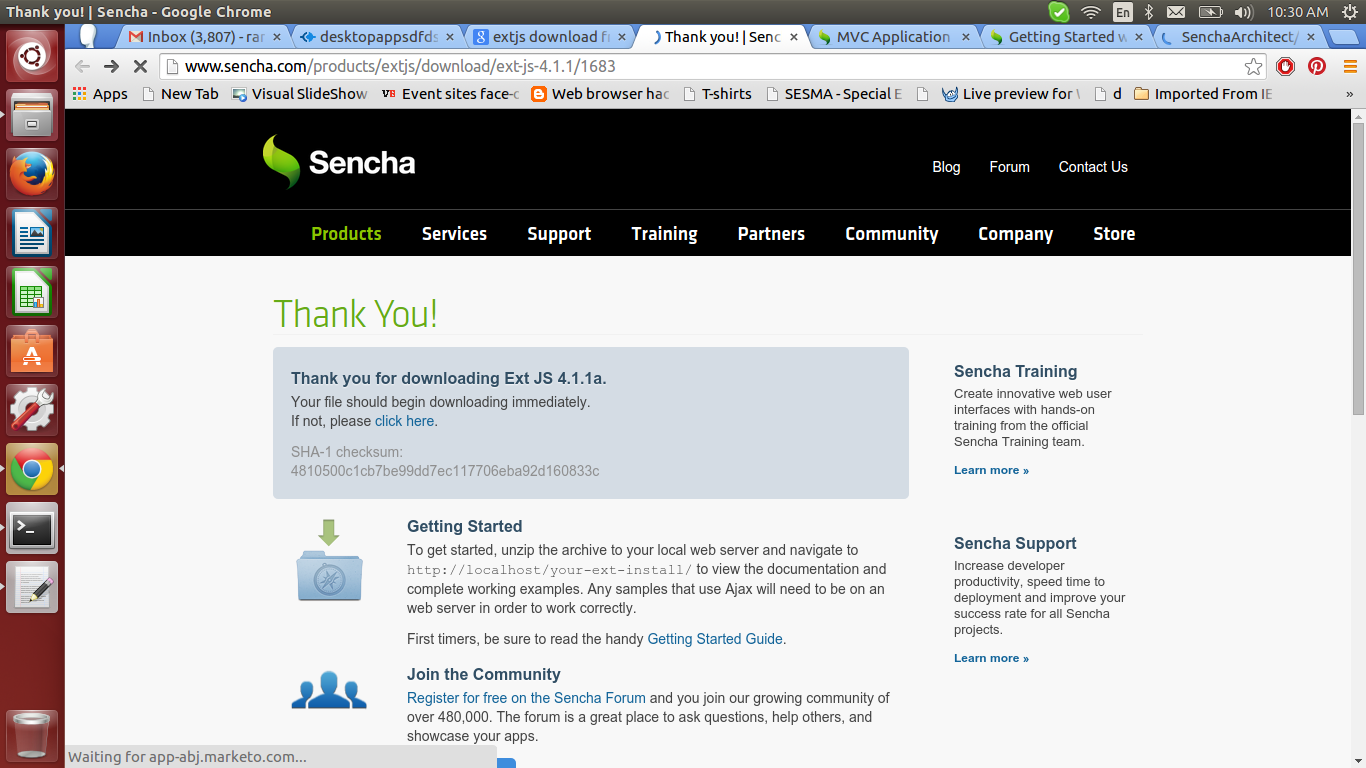 Thank you! | Sencha - Google Chrome
En
10:30 AM
Inbox (3,807) - rar
desktopappsdfds
extjs download fr
Thank you! | Senc
MVC Application
Getting Started w
SenchaArchitect/
www.sencha.com/products/extjs/download/ext-js-4.1.1/1683
Apps
New Tab
Visual SlideShow
Event sites face-c
Web browser hac
T-shirts
SESMA - Special E
Live preview for
d
Imported From IE
»
Sencha
Blog
Forum
Contact Us
Products
Services
Support
Training
Partners
Community
Company
Store
Thank You!
Thank you for downloading Ext JS 4.1.1a.
Your file should begin downloading immediately.
If not, please click here.
SHA-1 checksum:
4810500c1cb7be99dd7ec117706eba92d160833c
Getting Started
To get started, unzip the archive to your local web server and navigate to
http://localhost/your-ext-install/ to view the documentation and
complete working examples. Any samples that use Ajax will need to be on an
web server in order to work correctly.
First timers, be sure to read the handy Getting Started Guide.
Join the Community
Register for free on the Sencha Forum and you join our growing community of
over 480,000. The forum is a great place to ask questions, help others, and
showcase your apps.
Sencha Training
Create innovative web user
interfaces with hands-on
training from the official
Sencha Training team.
Learn more »
Sencha Support
Increase developer
productivity, speed time to
deployment and improve your
success rate for all Sencha
projects.
Learn more »
Waiting for app-abj.marketo.com...